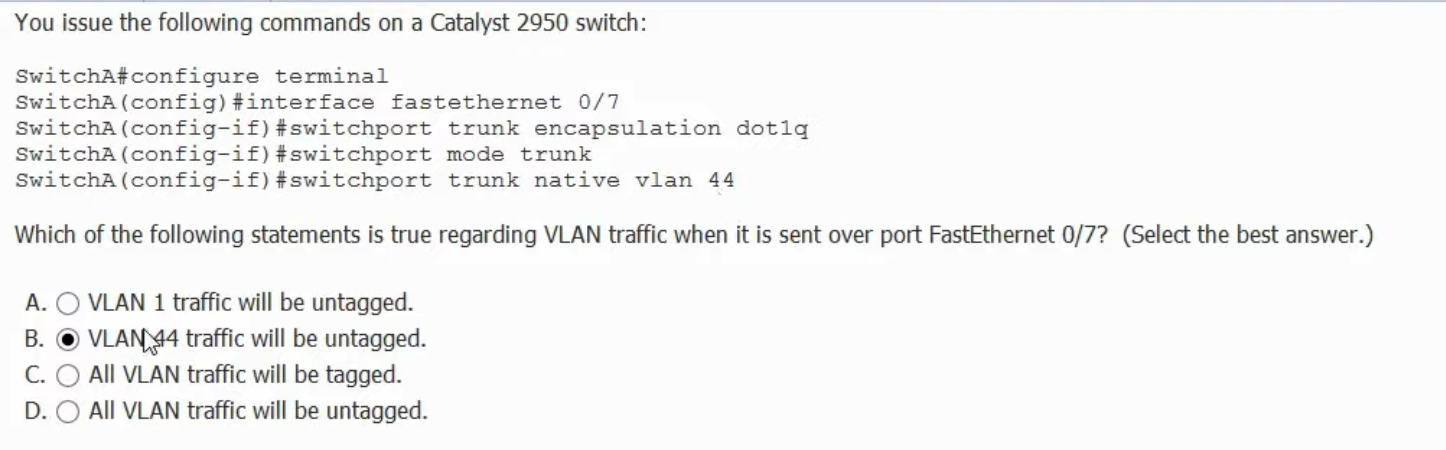 You issue the following commands on a Catalyst 2950 switch:
SwitchA#configure terminal
SwitchA(config)#interface fastethernet 0/7
SwitchA(config-if)#switchport trunk encapsulation dot1q
SwitchA(config-if)#switchport mode trunk
SwitchA(config-if)#switchport trunk native vlan 44
Which of the following statements is true regarding VLAN traffic when it is sent over port FastEthernet 0/7? (Select the best answer.)
A. VLAN 1 traffic will be untagged.
B. VLAN 44 traffic will be untagged.
C. All VLAN traffic will be tagged.
D. All VLAN traffic will be untagged.